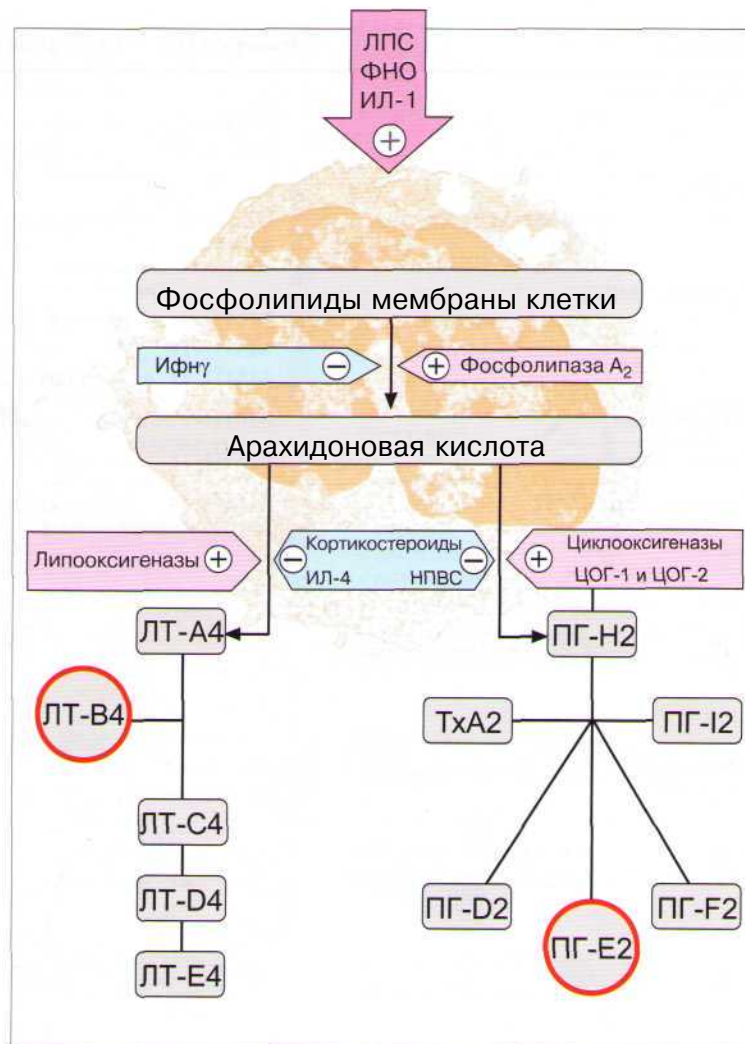 ЛПС
ФНО
ИЛ-1
+
Фосфолипиды мембраны клетки
Ифнγ −
+ Фосфолипаза А₂
Арахидоновая кислота
Липооксигеназы +
− Кортикостероиды −
ИЛ-4 НПВС
+ Циклооксигеназы
ЦОГ-1 и ЦОГ-2
ЛТ-А4
ПГ-Н2
ЛТ-В4
ТхА2
ПГ-I2
ЛТ-С4
ЛТ-D4
ПГ-D2
ПГ-F2
ПГ-Е2
ЛТ-Е4